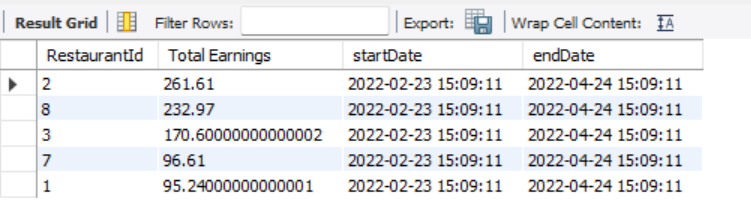 Result Grid Filter Rows: Export: Wrap Cell Content: IA
RestaurantId Total Earnings startDate endDate
2 261.61 2022-02-23 15:09:11 2022-04-24 15:09:11
8 232.97 2022-02-23 15:09:11 2022-04-24 15:09:11
3 170.60000000000002 2022-02-23 15:09:11 2022-04-24 15:09:11
7 96.61 2022-02-23 15:09:11 2022-04-24 15:09:11
1 95.24000000000001 2022-02-23 15:09:11 2022-04-24 15:09:11